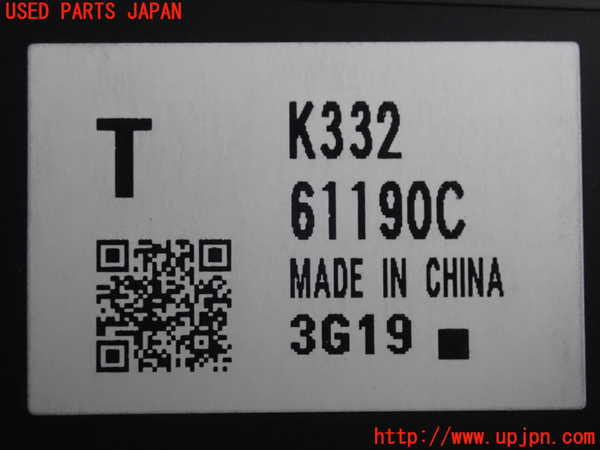 USED PARTS JAPAN
T
K332
61190C
MADE IN CHINA
3G19
http://www.upjpn.com/